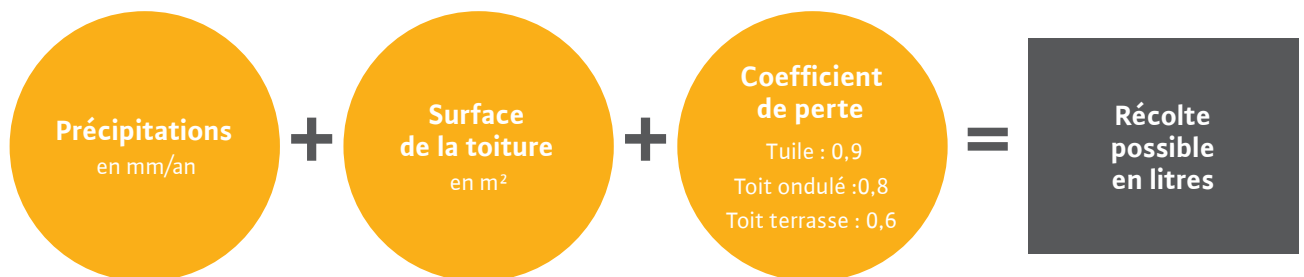 Précipitations
en mm/an
+
Surface
de la toiture
en m²
+
Coefficient
de perte
Tuile : 0,9
Toit ondulé :0,8
Toit terrasse : 0,6
=
Récolte
possible
en litres